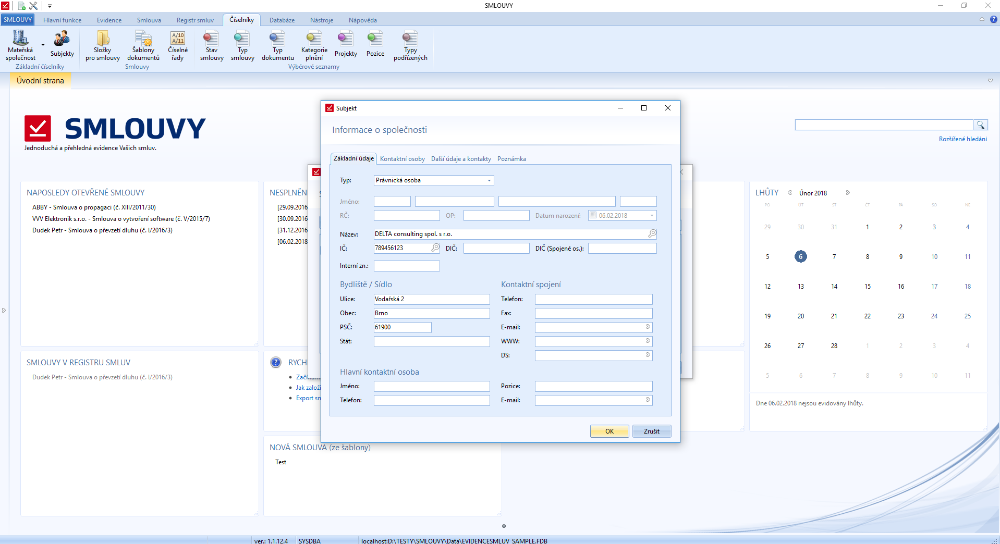 SMLOUVY
SMLOUVY Hlavní funkce Evidence Smlouva Registr smluv Číselníky Databáze Nástroje Nápověda
Mateřská společnost
Subjekty
Základní číselníky
Složky pro smlouvy
Šablony dokumentů
A/10
A/11
Číselné řady
Smlouvy
Stav smlouvy
Typ smlouvy
Typ dokumentu
Kategorie plnění
Projekty
Pozice
Typy podřízených
Výběrové seznamy
Úvodní strana
SMLOUVY
Jednoduchá a přehledná evidence Vašich smluv.
Rozšířené hledání
NAPOSLEDY OTEVŘENÉ SMLOUVY
ABBY - Smlouva o propagaci (č. XIII/2011/30)
VVV Elektronik s.r.o. - Smlouva o vytvoření software (č. V/2015/7)
Dudek Petr - Smlouva o převzetí dluhu (č. I/2016/3)
NESPLNĚN
[29.09.2016
[30.09.2016
[31.12.2016
[06.02.2018
SMLOUVY V REGISTRU SMLUV
Dudek Petr - Smlouva o převzetí dluhu (č. I/2016/3)
RYCH
Začín
Jak založi
Export sm
NOVÁ SMLOUVA (ze šablony)
Test
Subjekt
Informace o společnosti
Základní údaje Kontaktní osoby Další údaje a kontakty Poznámka
Typ: Právnická osoba
Jméno:
RČ: OP: Datum narození: 06.02.2018
Název: DELTA consulting spol. s r.o.
IČ: 789456123 DIČ: DIČ (Spojené os.):
Interní zn.:
Bydliště / Sídlo
Ulice: Vodařská 2
Obec: Brno
PSČ: 61900
Stát:
Kontaktní spojení
Telefon:
Fax:
E-mail:
WWW:
DS:
Hlavní kontaktní osoba
Jméno: Pozice:
Telefon: E-mail:
OK Zrušit
LHŮTY Únor 2018
PO ÚT ST ČT PÁ SO NE
29 30 31 1 2 3 4
5 6 7 8 9 10 11
12 13 14 15 16 17 18
19 20 21 22 23 24 25
26 27 28 1 2 3 4
5 6 7 8 9 10 11
Dne 06.02.2018 nejsou evidovány lhůty.
ver.: 1.1.12.4 SYSDBA localhost:D:\TESTY\SMLOUVY\Data\EVIDENCESMLUV_SAMPLE.FDB